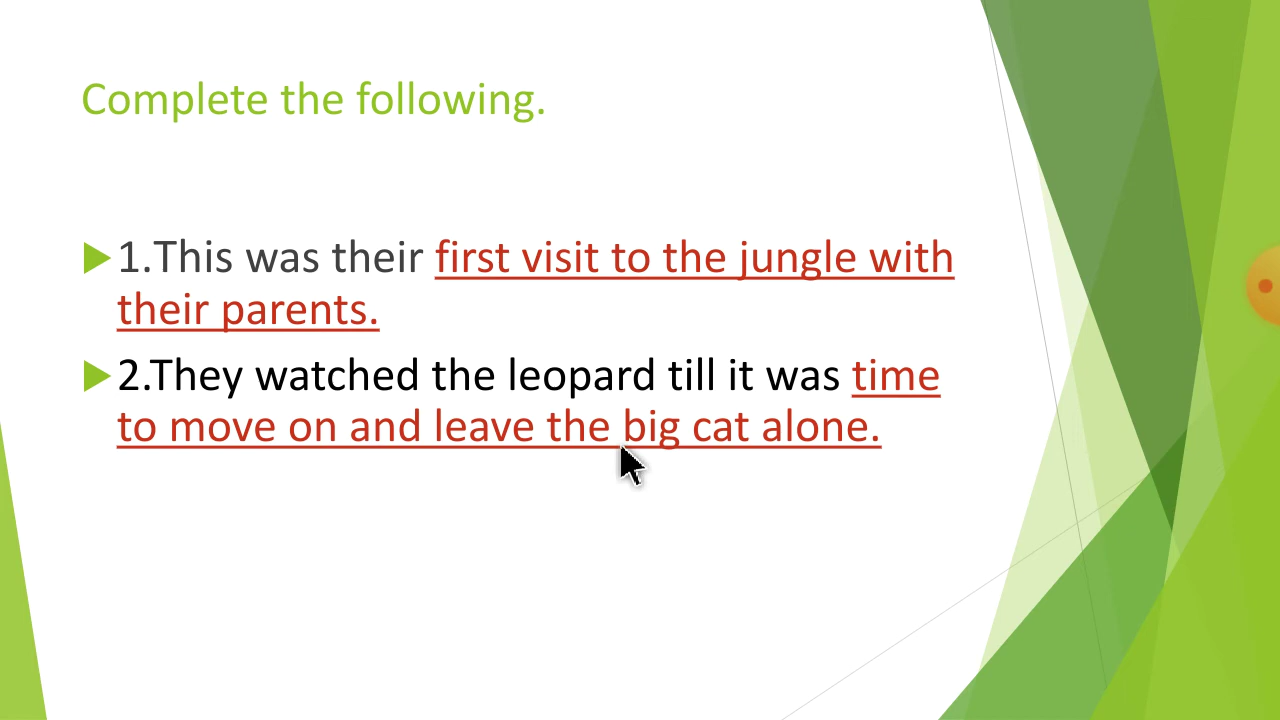 Complete the following.
1.This was their first visit to the jungle with
their parents.
2.They watched the leopard till it was time
to move on and leave the big cat alone.